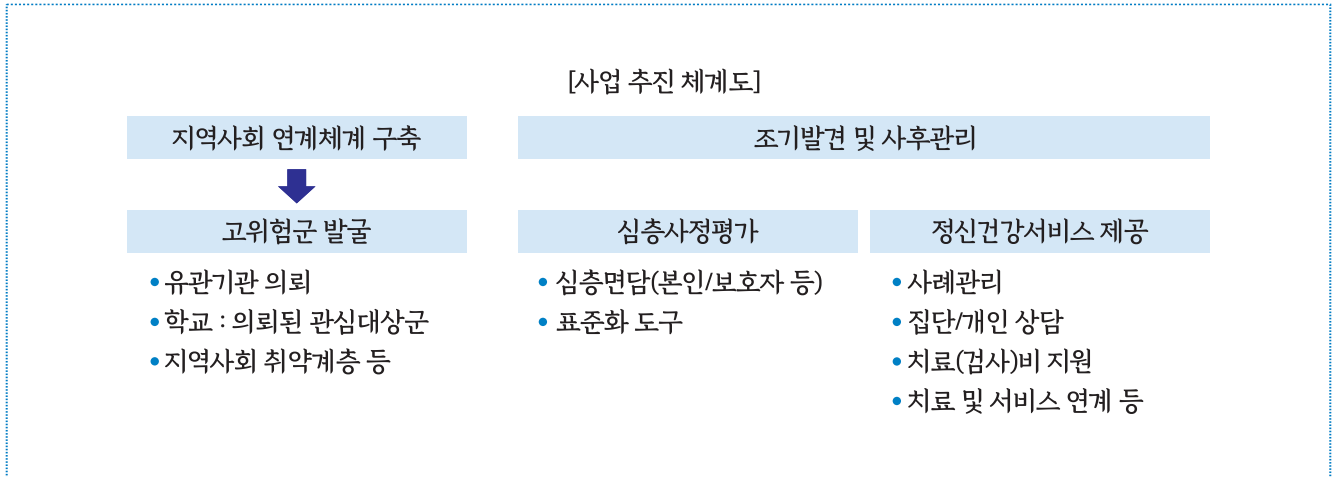 [사업 추진 체계도]
지역사회 연계체계 구축
조기발견 및 사후관리
고위험군 발굴
• 유관기관 의뢰
• 학교 : 의뢰된 관심대상군
• 지역사회 취약계층 등
심층사정평가
• 심층면담(본인/보호자 등)
• 표준화 도구
정신건강서비스 제공
• 사례관리
• 집단/개인 상담
• 치료(검사)비 지원
• 치료 및 서비스 연계 등